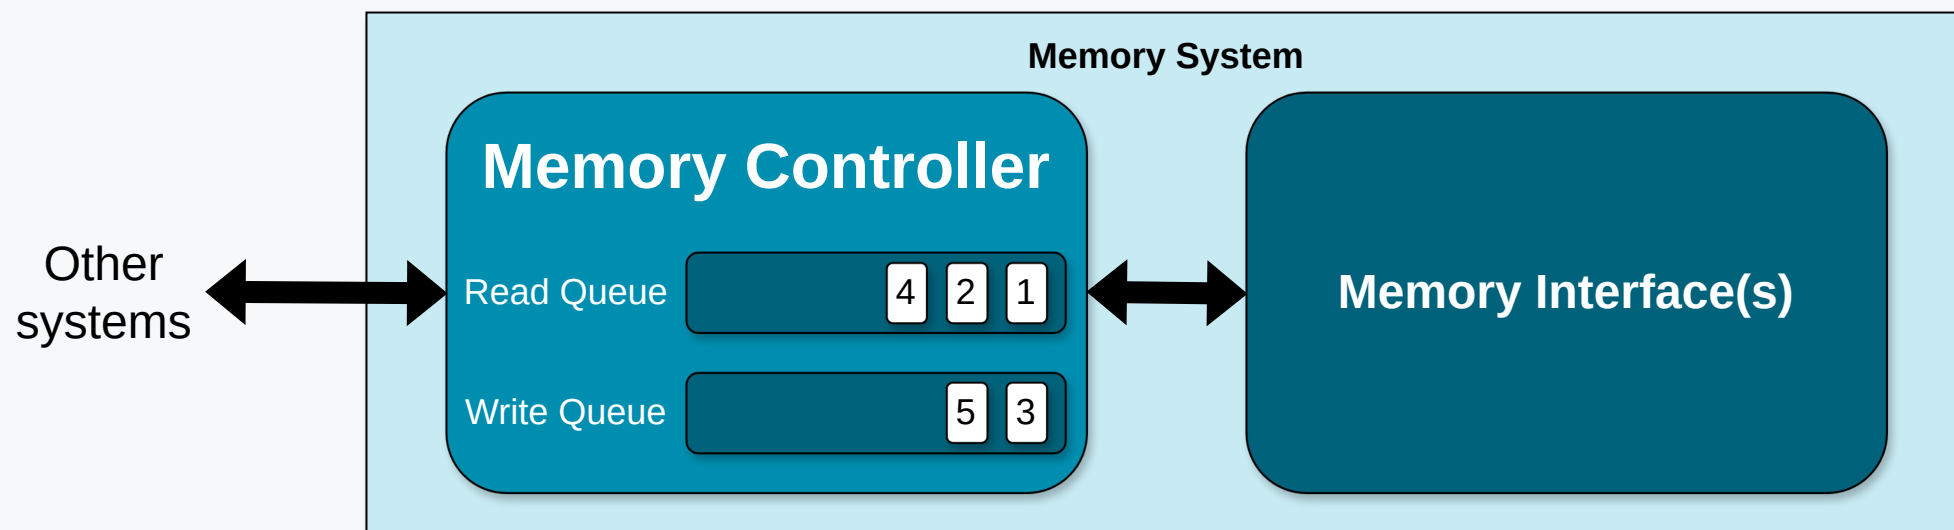 Memory System
Memory Controller
Other
systems
Read Queue 4 2 1
Write Queue 5 3
Memory Interface(s)